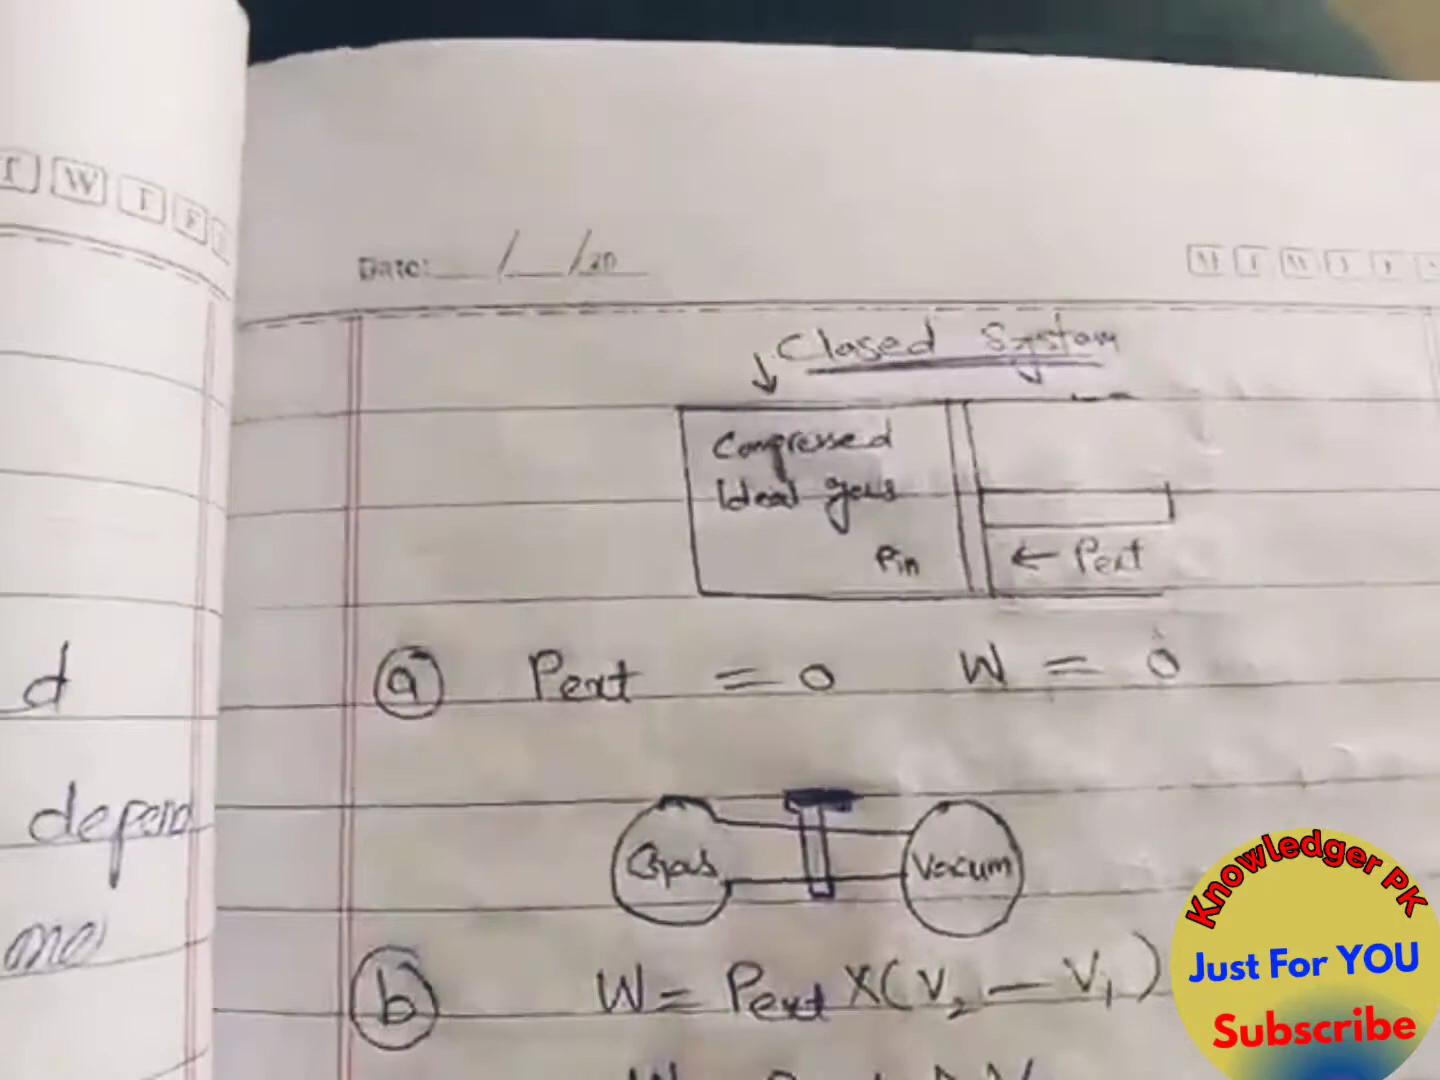 T W T F
Date: / /20
M T W T F
Closed System
Compressed
Ideal gas
Pin
← Pext
d
a Pext = 0 W = 0
depend
Gas
Vacum
b W = Pext X (V₂ - V₁)
Knowledger PK
Just For YOU
Subscribe